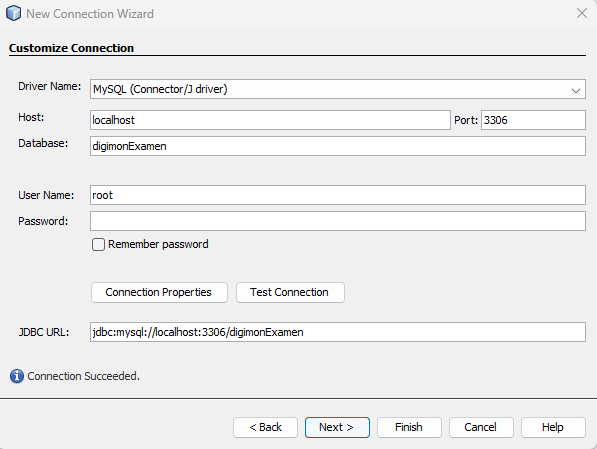 New Connection Wizard
Customize Connection
Driver Name: MySQL (Connector/J driver)
Host: localhost Port: 3306
Database: digimonExamen
User Name: root
Password:
Remember password
Connection Properties Test Connection
JDBC URL: jdbc:mysql://localhost:3306/digimonExamen
Connection Succeeded.
< Back Next > Finish Cancel Help